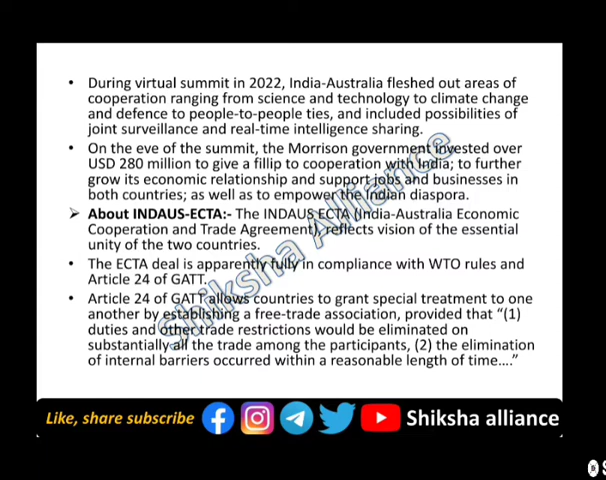 • During virtual summit in 2022, India-Australia fleshed out areas of
cooperation ranging from science and technology to climate change
and defence to people-to-people ties, and included possibilities of
joint surveillance and real-time intelligence sharing.
• On the eve of the summit, the Morrison government invested over
USD 280 million to give a fillip to cooperation with India; to further
grow its economic relationship and support jobs and businesses in
both countries; as well as to empower the Indian diaspora.
➤ About INDAUS-ECTA:- The INDAUS ECTA (India-Australia Economic
Cooperation and Trade Agreement), reflects vision of the essential
unity of the two countries.
• The ECTA deal is apparently fully in compliance with WTO rules and
Article 24 of GATT.
• Article 24 of GATT allows countries to grant special treatment to one
another by establishing a free-trade association, provided that “(1)
duties and other trade restrictions would be eliminated on
substantially all the trade among the participants, (2) the elimination
of internal barriers occurred within a reasonable length of time....”
Shiksha Alliance
Like, share subscribe
Shiksha alliance